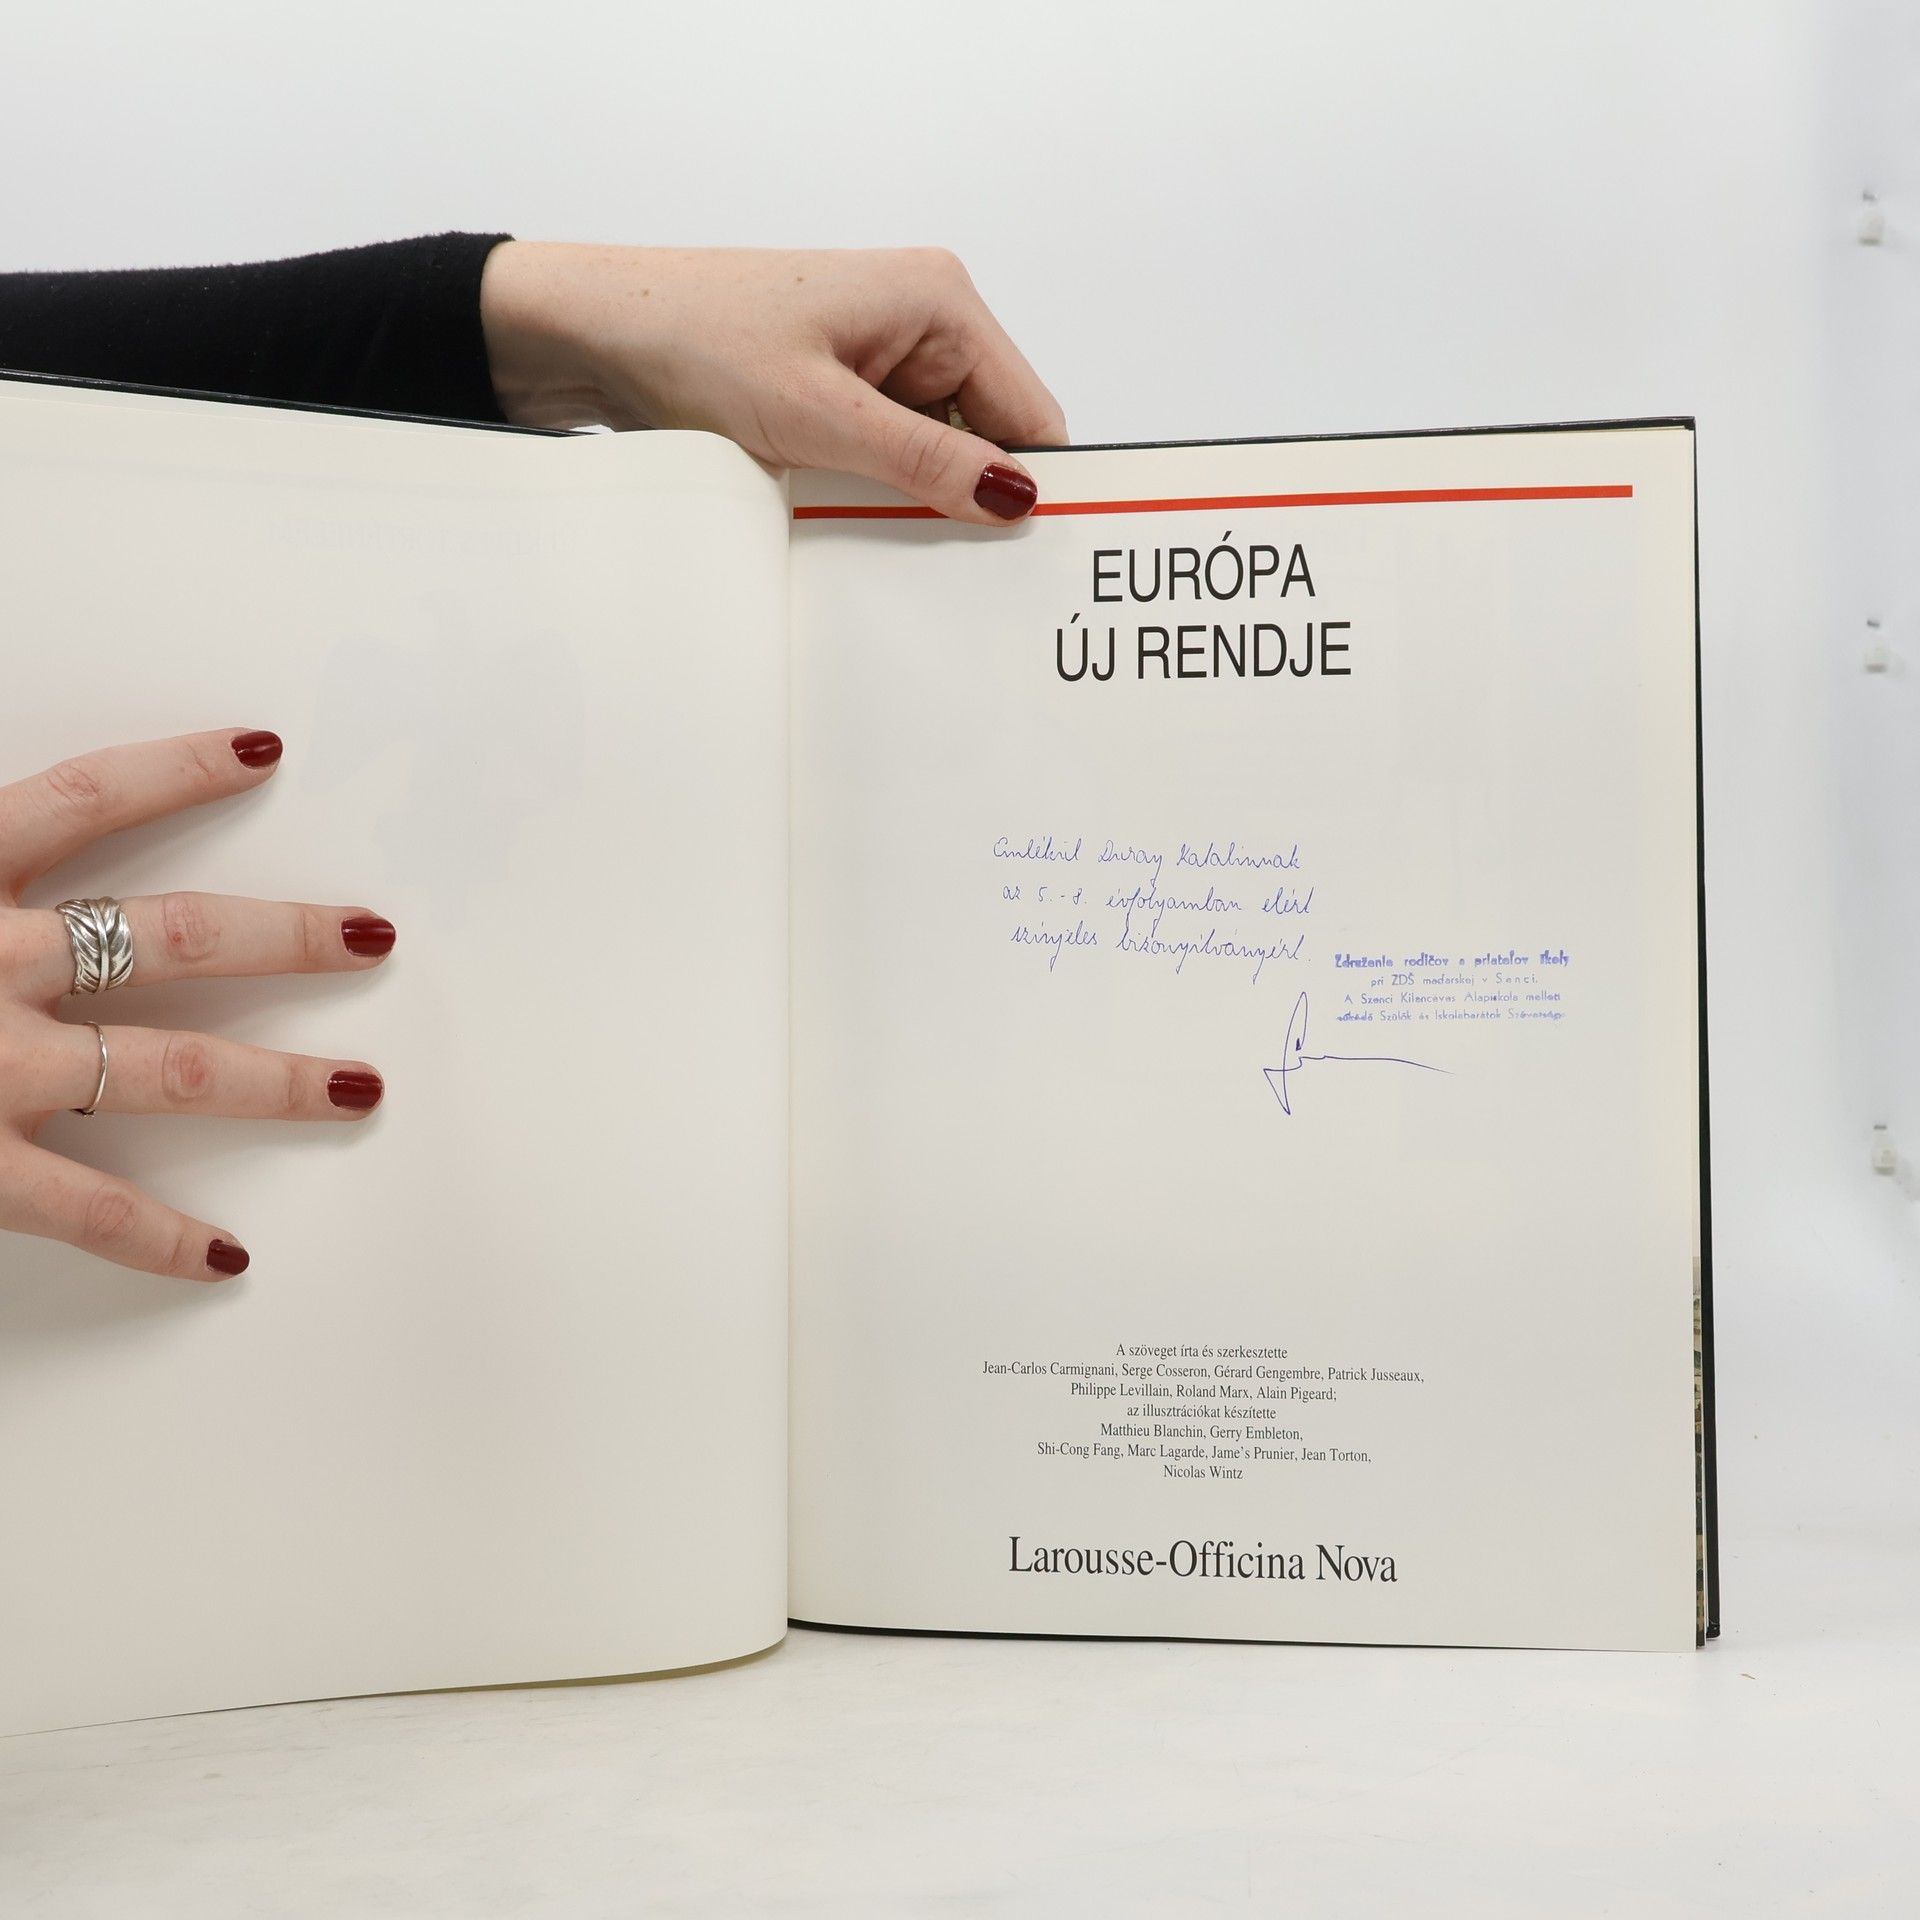 EURÓPA
ÚJ RENDJE
Emlékül Duray Katalinnak
az 5.-8. évfolyamban elért
színjeles bizonyítványért.
Združenie rodičov a priateľov školy
pri ZDŠ maďarskej v Senci.
A Szenci Kilencéves Alapiskola mellett
működő Szülők és Iskolabarátok Szövetsége
A szöveget írta és szerkesztette
Jean-Carlos Carmignani, Serge Cosseron, Gérard Gengembre, Patrick Jusseaux,
Philippe Levillain, Roland Marx, Alain Pigeard;
az illusztrációkat készítette
Matthieu Blanchin, Gerry Embleton,
Shi-Cong Fang, Marc Lagarde, Jame's Prunier, Jean Torton,
Nicolas Wintz
Larousse-Officina Nova